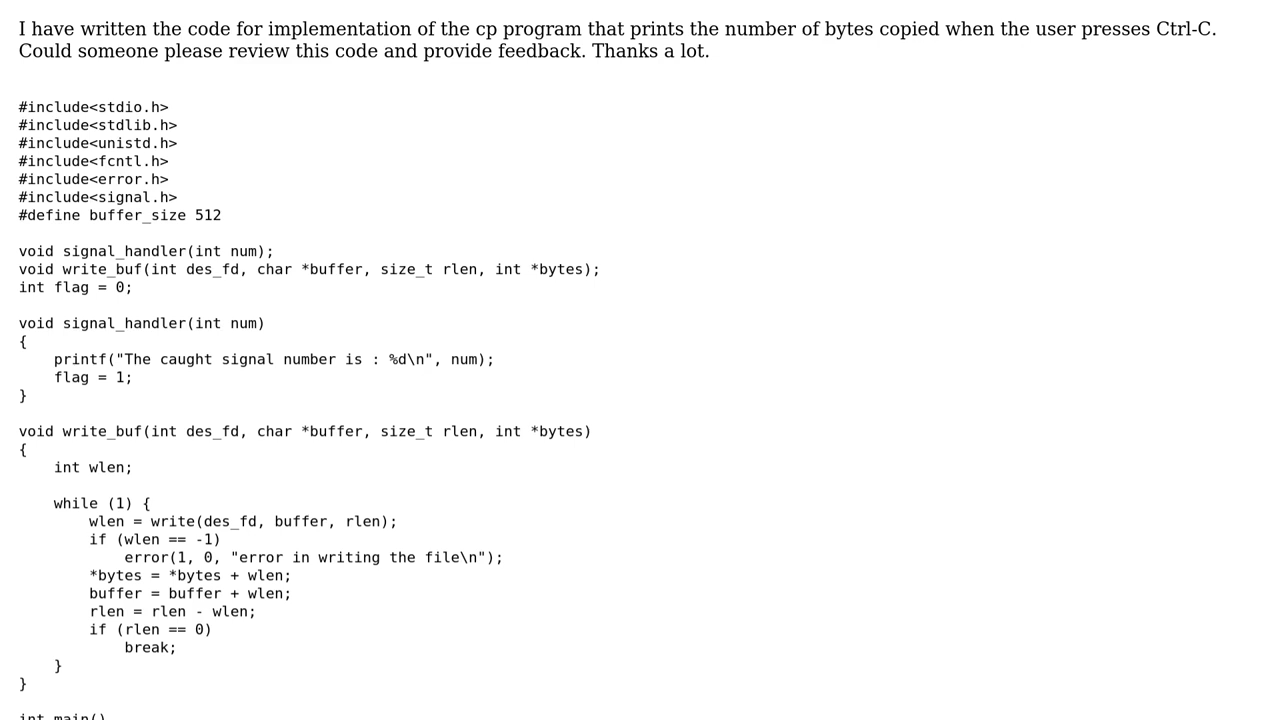 I have written the code for implementation of the cp program that prints the number of bytes copied when the user presses Ctrl-C.
Could someone please review this code and provide feedback. Thanks a lot.
#include<stdio.h>
#include<stdlib.h>
#include<unistd.h>
#include<fcntl.h>
#include<error.h>
#include<signal.h>
#define buffer_size 512
void signal_handler(int num);
void write_buf(int des_fd, char *buffer, size_t rlen, int *bytes);
int flag = 0;
void signal_handler(int num)
{
    printf("The caught signal number is : %d\n", num);
    flag = 1;
}
void write_buf(int des_fd, char *buffer, size_t rlen, int *bytes)
{
    int wlen;
    while (1) {
        wlen = write(des_fd, buffer, rlen);
        if (wlen == -1)
            error(1, 0, "error in writing the file\n");
        *bytes = *bytes + wlen;
        buffer = buffer + wlen;
        rlen = rlen - wlen;
        if (rlen == 0)
            break;
    }
}
int main()